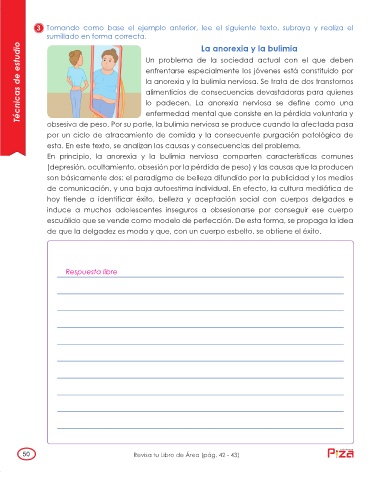 3 Tomando como base el ejemplo anterior, lee el siguiente texto, subraya y realiza el
sumillado en forma correcta.
Técnicas de estudio
La anorexia y la bulimia
Un problema de la sociedad actual con el que deben
enfrentarse especialmente los jóvenes está constituido por
la anorexia y la bulimia nerviosa. Se trata de dos trastornos
alimenticios de consecuencias devastadoras para quienes
lo padecen. La anorexia nerviosa se define como una
enfermedad mental que consiste en la pérdida voluntaria y
obsesiva de peso. Por su parte, la bulimia nerviosa se produce cuando la afectada pasa
por un ciclo de atracamiento de comida y la consecuente purgación patológica de
esta. En este texto, se analizan las causas y consecuencias del problema.
En principio, la anorexia y la bulimia nerviosa comparten características comunes
(depresión, ocultamiento, obsesión por la pérdida de peso) y las causas que la producen
son básicamente dos: el paradigma de belleza difundido por la publicidad y los medios
de comunicación, y una baja autoestima individual. En efecto, la cultura mediática de
hoy tiende a identificar éxito, belleza y aceptación social con cuerpos delgados e
induce a muchos adolescentes inseguros a obsesionarse por conseguir ese cuerpo
escuálido que se vende como modelo de perfección. De esta forma, se propaga la idea
de que la delgadez es moda y que, con un cuerpo esbelto, se obtiene el éxito.
Respuesta libre
50
Revisa tu Libro de Área (pág. 42 - 43)
Piza